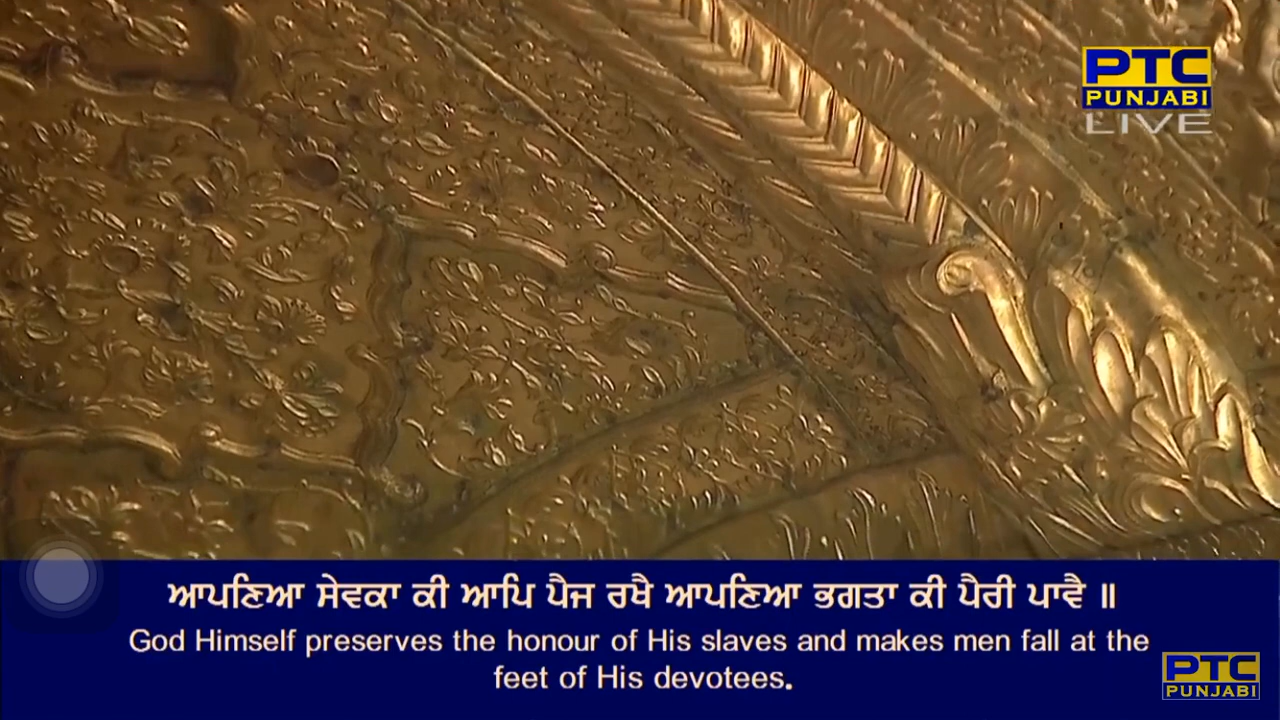 PTC
PUNJABI
LIVE
ਆਪਣਿਆ ਸੇਵਕਾ ਕੀ ਆਪਿ ਪੈਜ ਰਖੈ ਆਪਣਿਆ ਭਗਤਾ ਕੀ ਪੈਰੀ ਪਾਵੈ ॥
God Himself preserves the honour of His slaves and makes men fall at the
feet of His devotees.
PTC
PUNJABI